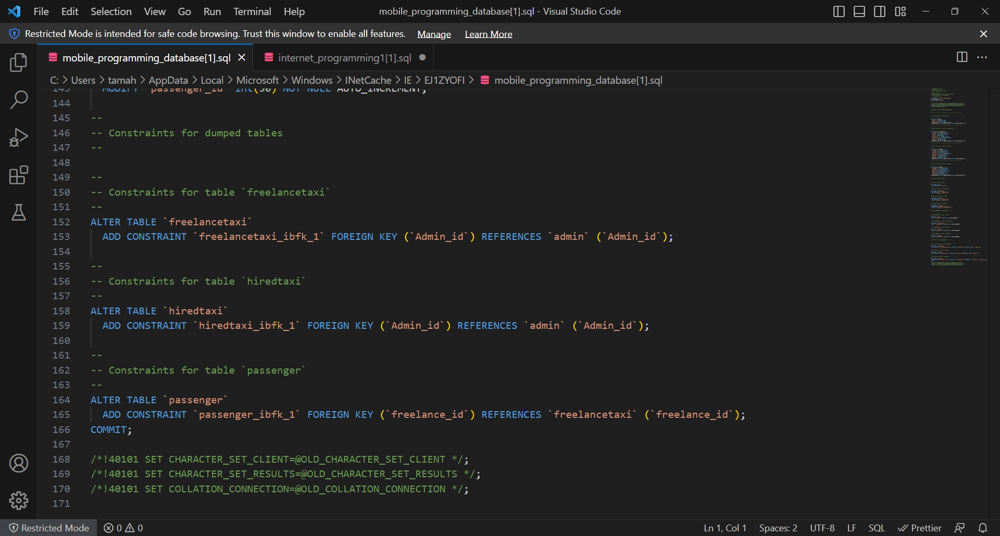 File Edit Selection View Go Run Terminal Help mobile_programming_database[1].sql - Visual Studio Code
Restricted Mode is intended for safe code browsing. Trust this window to enable all features. Manage Learn More
mobile_programming_database[1].sql internet_programming1[1].sql
C: > Users > tamah > AppData > Local > Microsoft > Windows > INetCache > IE > EJ1ZYOFI > mobile_programming_database[1].sql
143 MODIFY `passenger_id` int(50) NOT NULL AUTO_INCREMENT;
144
145 --
146 -- Constraints for dumped tables
147 --
148
149 --
150 -- Constraints for table `freelancetaxi`
151 --
152 ALTER TABLE `freelancetaxi`
153 ADD CONSTRAINT `freelancetaxi_ibfk_1` FOREIGN KEY (`Admin_id`) REFERENCES `admin` (`Admin_id`);
154
155 --
156 -- Constraints for table `hiredtaxi`
157 --
158 ALTER TABLE `hiredtaxi`
159 ADD CONSTRAINT `hiredtaxi_ibfk_1` FOREIGN KEY (`Admin_id`) REFERENCES `admin` (`Admin_id`);
160
161 --
162 -- Constraints for table `passenger`
163 --
164 ALTER TABLE `passenger`
165 ADD CONSTRAINT `passenger_ibfk_1` FOREIGN KEY (`freelance_id`) REFERENCES `freelancetaxi` (`freelance_id`);
166 COMMIT;
167
168 /*!40101 SET CHARACTER_SET_CLIENT=@OLD_CHARACTER_SET_CLIENT */;
169 /*!40101 SET CHARACTER_SET_RESULTS=@OLD_CHARACTER_SET_RESULTS */;
170 /*!40101 SET COLLATION_CONNECTION=@OLD_COLLATION_CONNECTION */;
171
Restricted Mode 0 0 Ln 1, Col 1 Spaces: 2 UTF-8 LF SQL Prettier